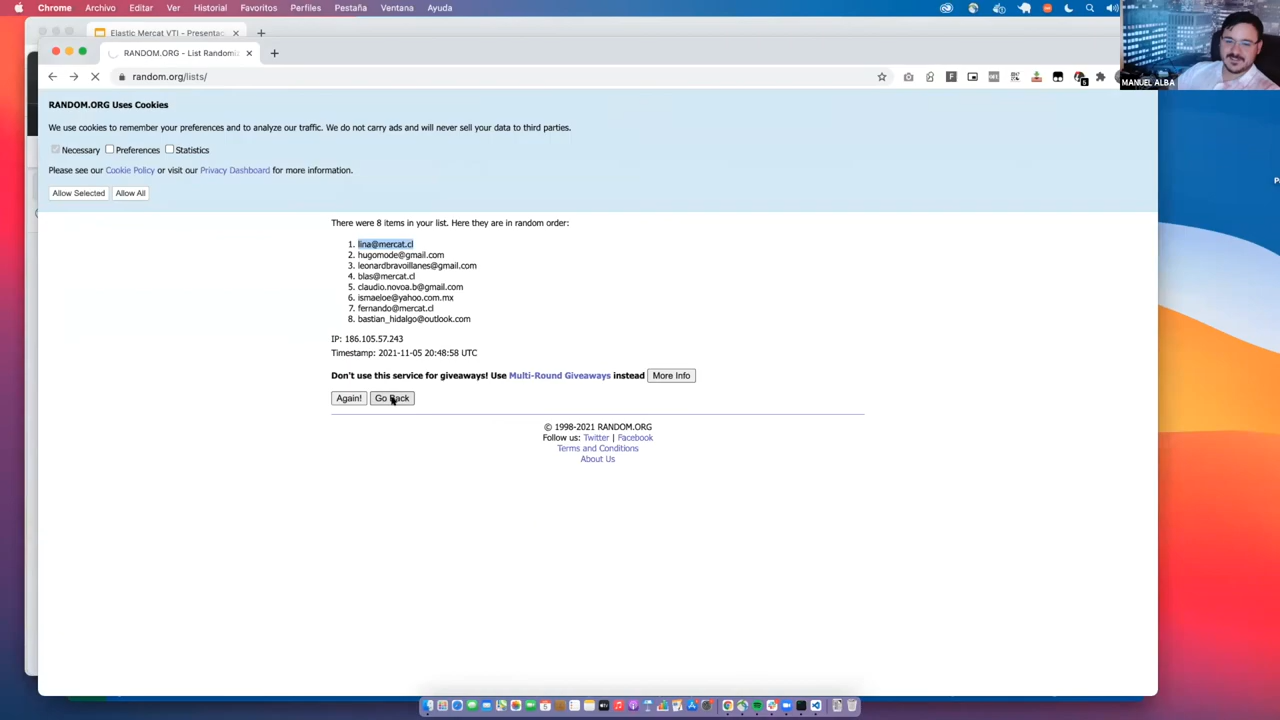 Chrome Archivo Editar Ver Historial Favoritos Perfiles Pestaña Ventana Ayuda
Elastic Mercat VTI - Presentac
RANDOM.ORG - List Randomi
random.org/lists/
MANUEL ALBA
RANDOM.ORG Uses Cookies
We use cookies to remember your preferences and to analyze our traffic. We do not carry ads and will never sell your data to third parties.
Necessary Preferences Statistics
Please see our Cookie Policy or visit our Privacy Dashboard for more information.
Allow Selected Allow All
There were 8 items in your list. Here they are in random order:
1. lina@mercat.cl
2. hugomode@gmail.com
3. leonardbravoillanes@gmail.com
4. blas@mercat.cl
5. claudio.novoa.b@gmail.com
6. ismaeloe@yahoo.com.mx
7. fernando@mercat.cl
8. bastian_hidalgo@outlook.com
IP: 186.105.57.243
Timestamp: 2021-11-05 20:48:58 UTC
Don't use this service for giveaways! Use Multi-Round Giveaways instead More Info
Again! Go Back
© 1998-2021 RANDOM.ORG
Follow us: Twitter | Facebook
Terms and Conditions
About Us